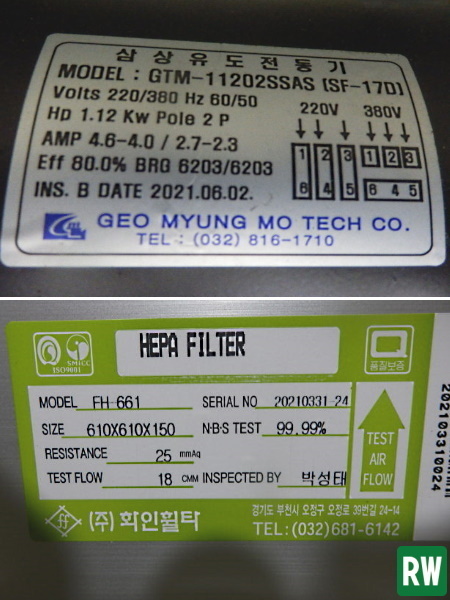 삼상유도전동기
MODEL : GTM-11202SSAS (SF-17D)
Volts 220/380 Hz 60/50
Hp 1.12 Kw Pole 2 P
AMP 4.6-4.0 / 2.7-2.3
Eff 80.0% BRG 6203/6203
INS. B DATE 2021.06.02.
220V 380V
1 2 3 1 2 3
6 4 5 6 4 5
GEO MYUNG MO TECH CO.
TEL : (032) 816-1710
ISO9001
SMICC
HEPA FILTER
Q
품질보증
MODEL FH-661 SERIAL NO 20210331-24
SIZE 610X610X150 N·B·S TEST 99.99%
RESISTANCE 25 mmAq
TEST FLOW 18 CMM INSPECTED BY 박성태
TEST
AIR
FLOW
(주)화인휠타
경기도 부천시 오정구 오정로 39번길 24-14
TEL:(032)681-6142
202103310024
RW